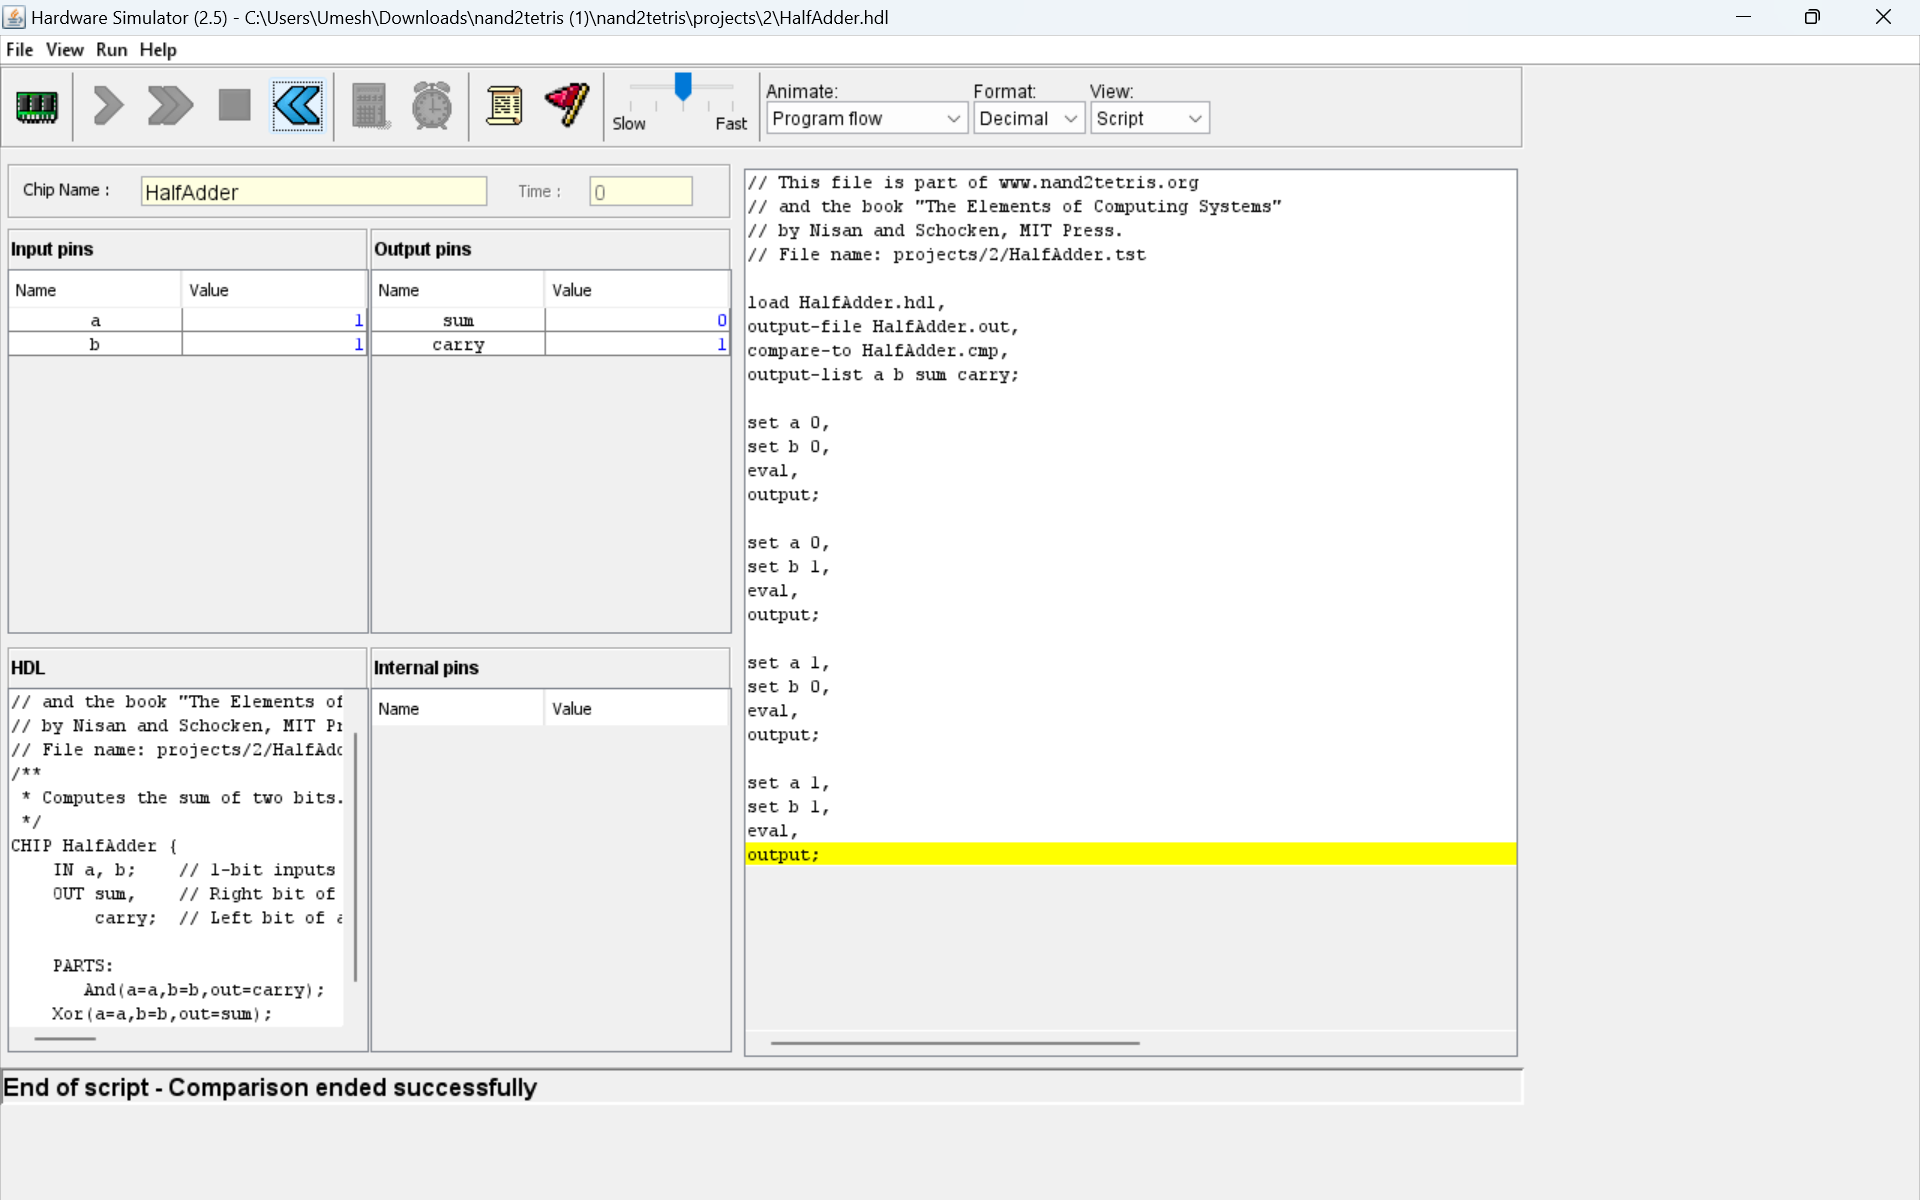 Hardware Simulator (2.5) - C:\Users\Umesh\Downloads\nand2tetris (1)\nand2tetris\projects\2\HalfAdder.hdl
File View Run Help
Slow Fast
Animate: Format: View:
Program flow Decimal Script
Chip Name : HalfAdder Time : 0
Input pins
Name Value
a 1
b 1
Output pins
Name Value
sum 0
carry 1
HDL
// and the book "The Elements of
// by Nisan and Schocken, MIT Pr
// File name: projects/2/HalfAdd
/**
* Computes the sum of two bits.
*/
CHIP HalfAdder {
IN a, b; // 1-bit inputs
OUT sum, // Right bit of
carry; // Left bit of a
PARTS:
And(a=a,b=b,out=carry);
Xor(a=a,b=b,out=sum);
Internal pins
Name Value
// This file is part of www.nand2tetris.org
// and the book "The Elements of Computing Systems"
// by Nisan and Schocken, MIT Press.
// File name: projects/2/HalfAdder.tst
load HalfAdder.hdl,
output-file HalfAdder.out,
compare-to HalfAdder.cmp,
output-list a b sum carry;
set a 0,
set b 0,
eval,
output;
set a 0,
set b 1,
eval,
output;
set a 1,
set b 0,
eval,
output;
set a 1,
set b 1,
eval,
output;
End of script - Comparison ended successfully